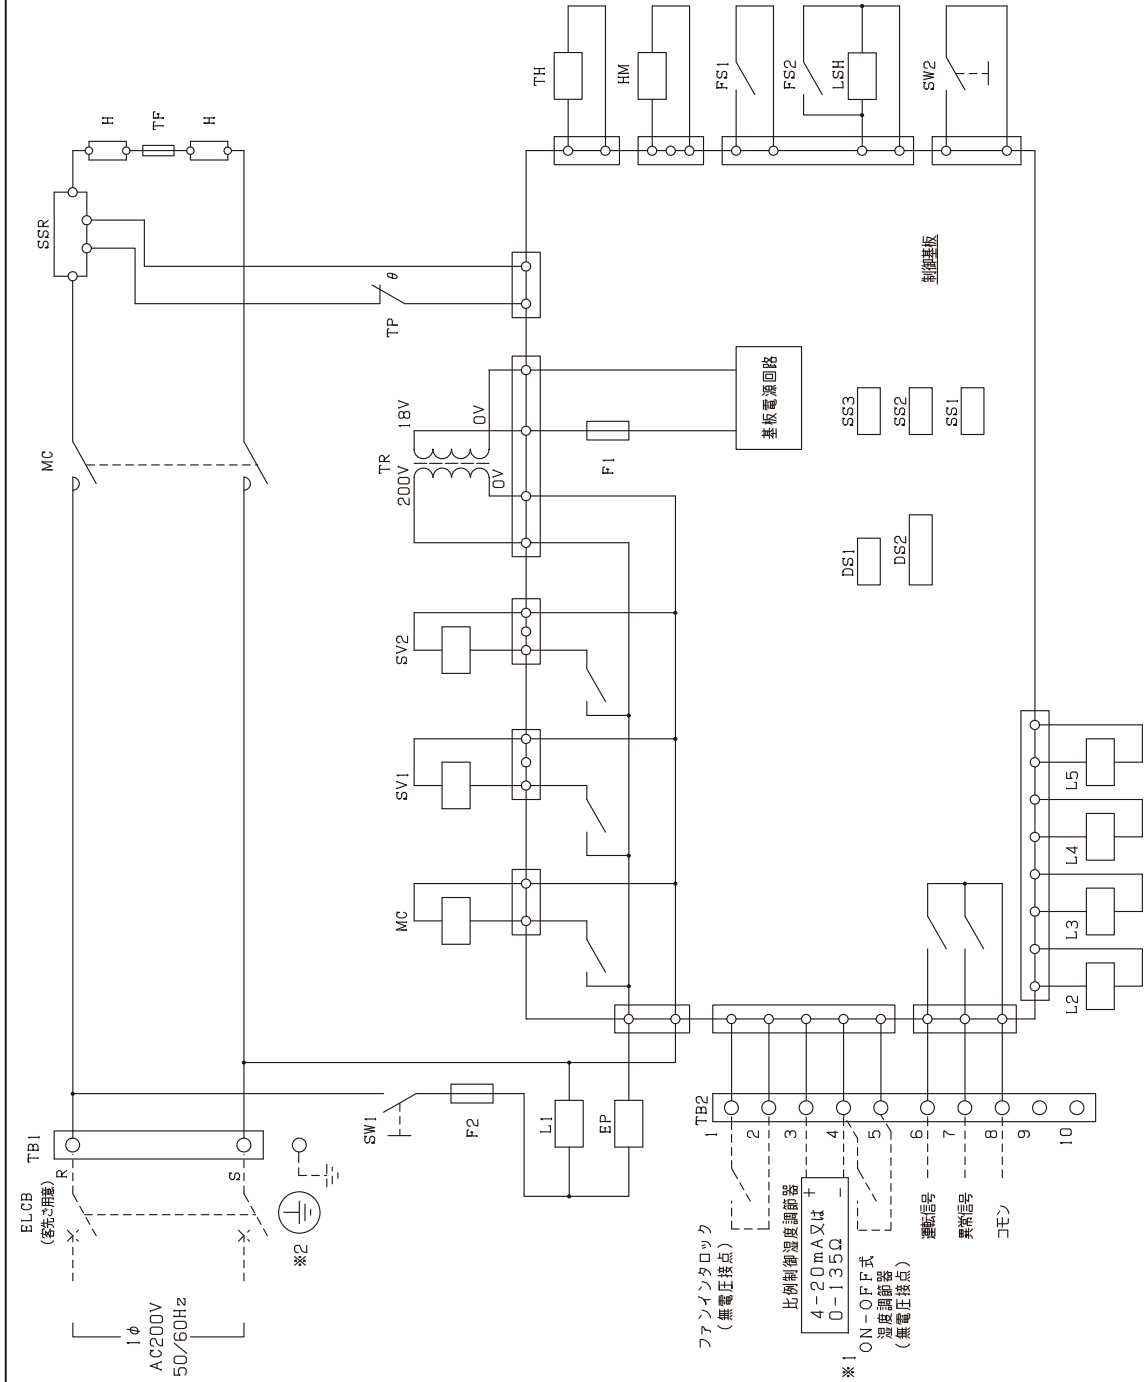 1φ
AC200V
50/60Hz
ELCB
(客先ご用意)
R
S
TB1
※2
MC
SSR
H
TF
H
SW1
F2
L1
EP
MC
SV1
SV2
TR
200V
18V
0V
0V
TP
θ
F1
基板電源回路
TH
HM
FS1
FS2
LSH
SW2
制御基板
DS1
DS2
SS3
SS2
SS1
TB2
1
2
3
4
5
6
7
8
9
10
ファンインタロック
(無電圧接点)
比例制御湿度調節器
4-20mA又は
0-135Ω
+
-
※1
ON-OFF式
湿度調節器
(無電圧接点)
運転信号
異常信号
コモン
L2
L3
L4
L5